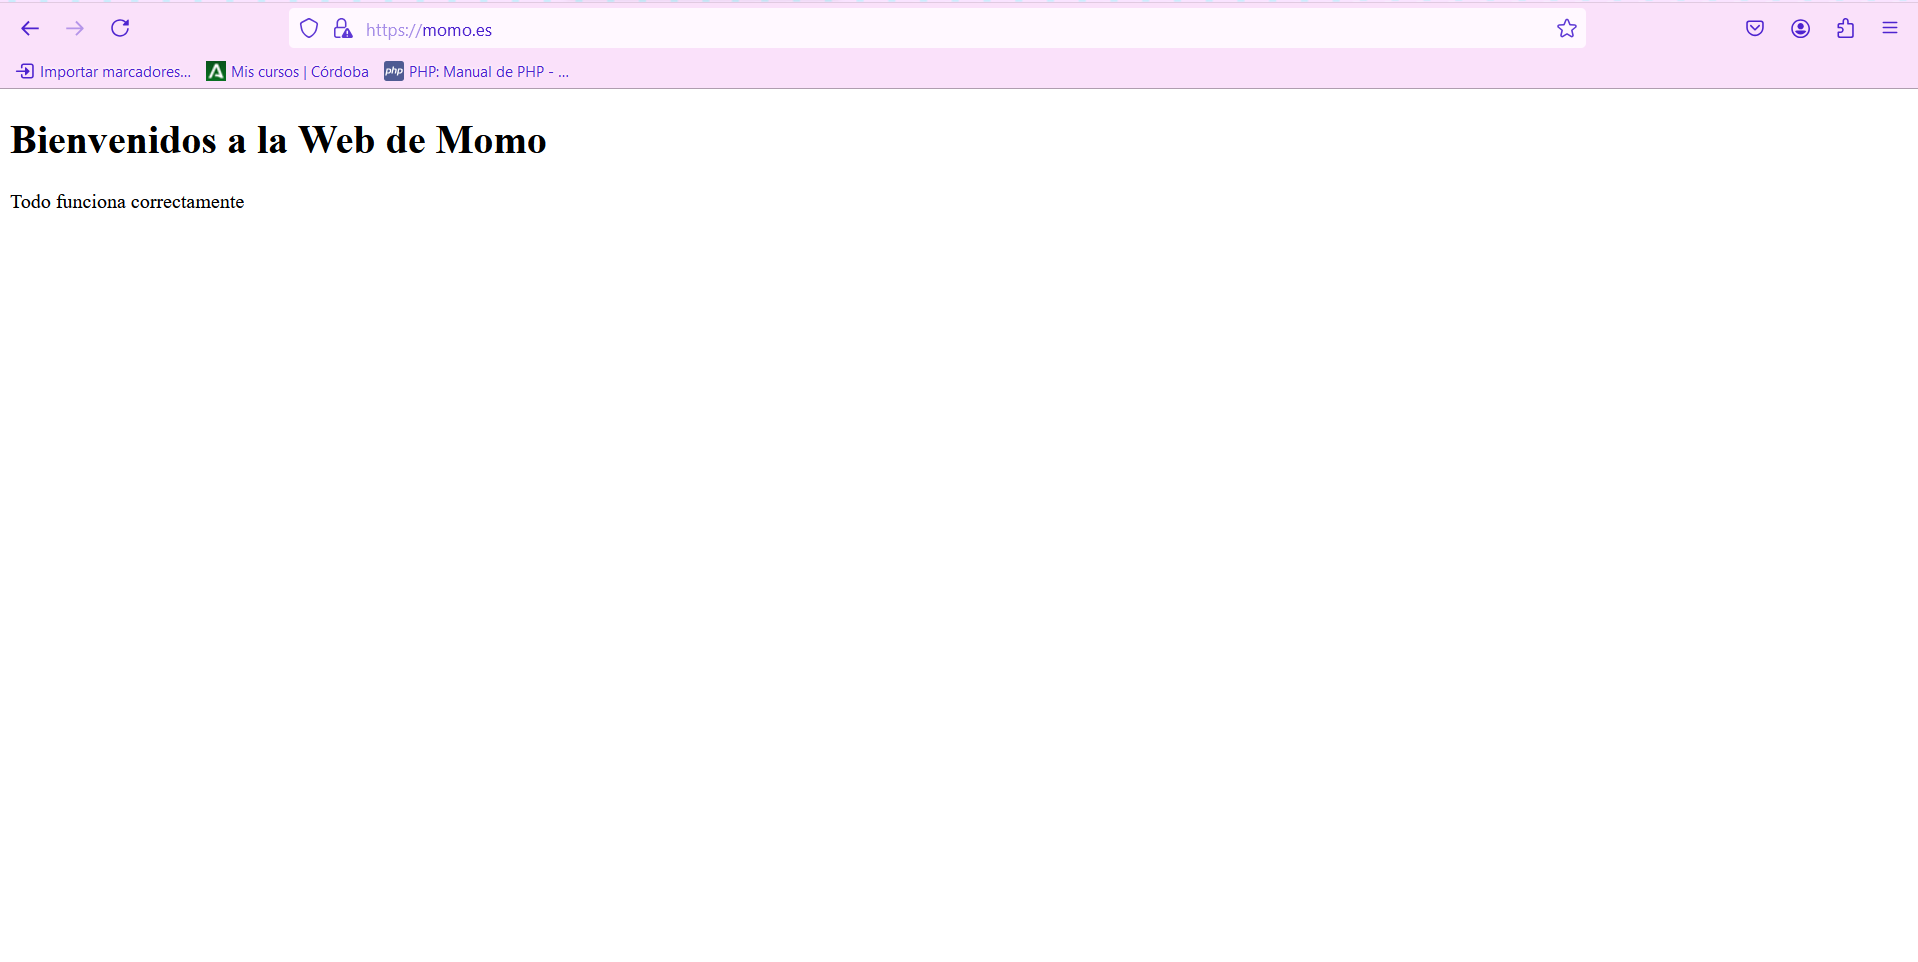 https://momo.es
Importar marcadores... Mis cursos | Córdoba php PHP: Manual de PHP - ...
Bienvenidos a la Web de Momo
Todo funciona correctamente